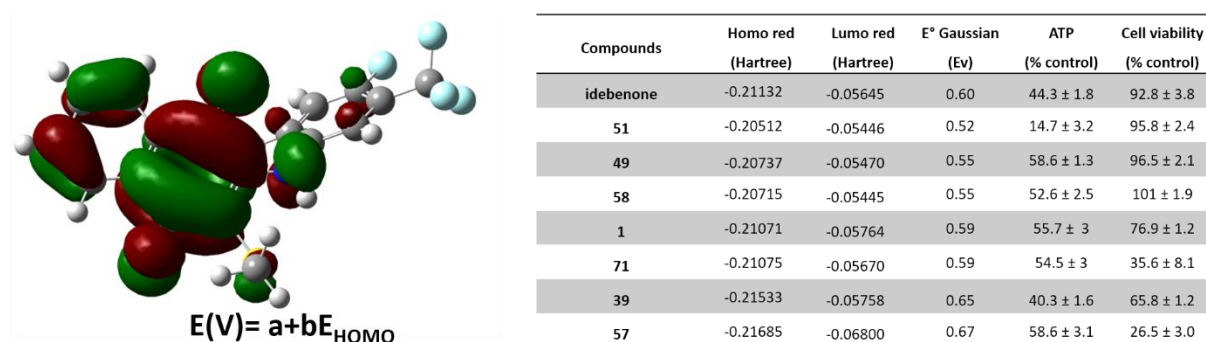 E(V)= a+bE_HOMO
Compounds Homo red (Hartree) Lumo red (Hartree) E° Gaussian (Ev) ATP (% control) Cell viability (% control)
idebenone -0.21132 -0.05645 0.60 44.3 ± 1.8 92.8 ± 3.8
51 -0.20512 -0.05446 0.52 14.7 ± 3.2 95.8 ± 2.4
49 -0.20737 -0.05470 0.55 58.6 ± 1.3 96.5 ± 2.1
58 -0.20715 -0.05445 0.55 52.6 ± 2.5 101 ± 1.9
1 -0.21071 -0.05764 0.59 55.7 ± 3 76.9 ± 1.2
71 -0.21075 -0.05670 0.59 54.5 ± 3 35.6 ± 8.1
39 -0.21533 -0.05758 0.65 40.3 ± 1.6 65.8 ± 1.2
57 -0.21685 -0.06800 0.67 58.6 ± 3.1 26.5 ± 3.0